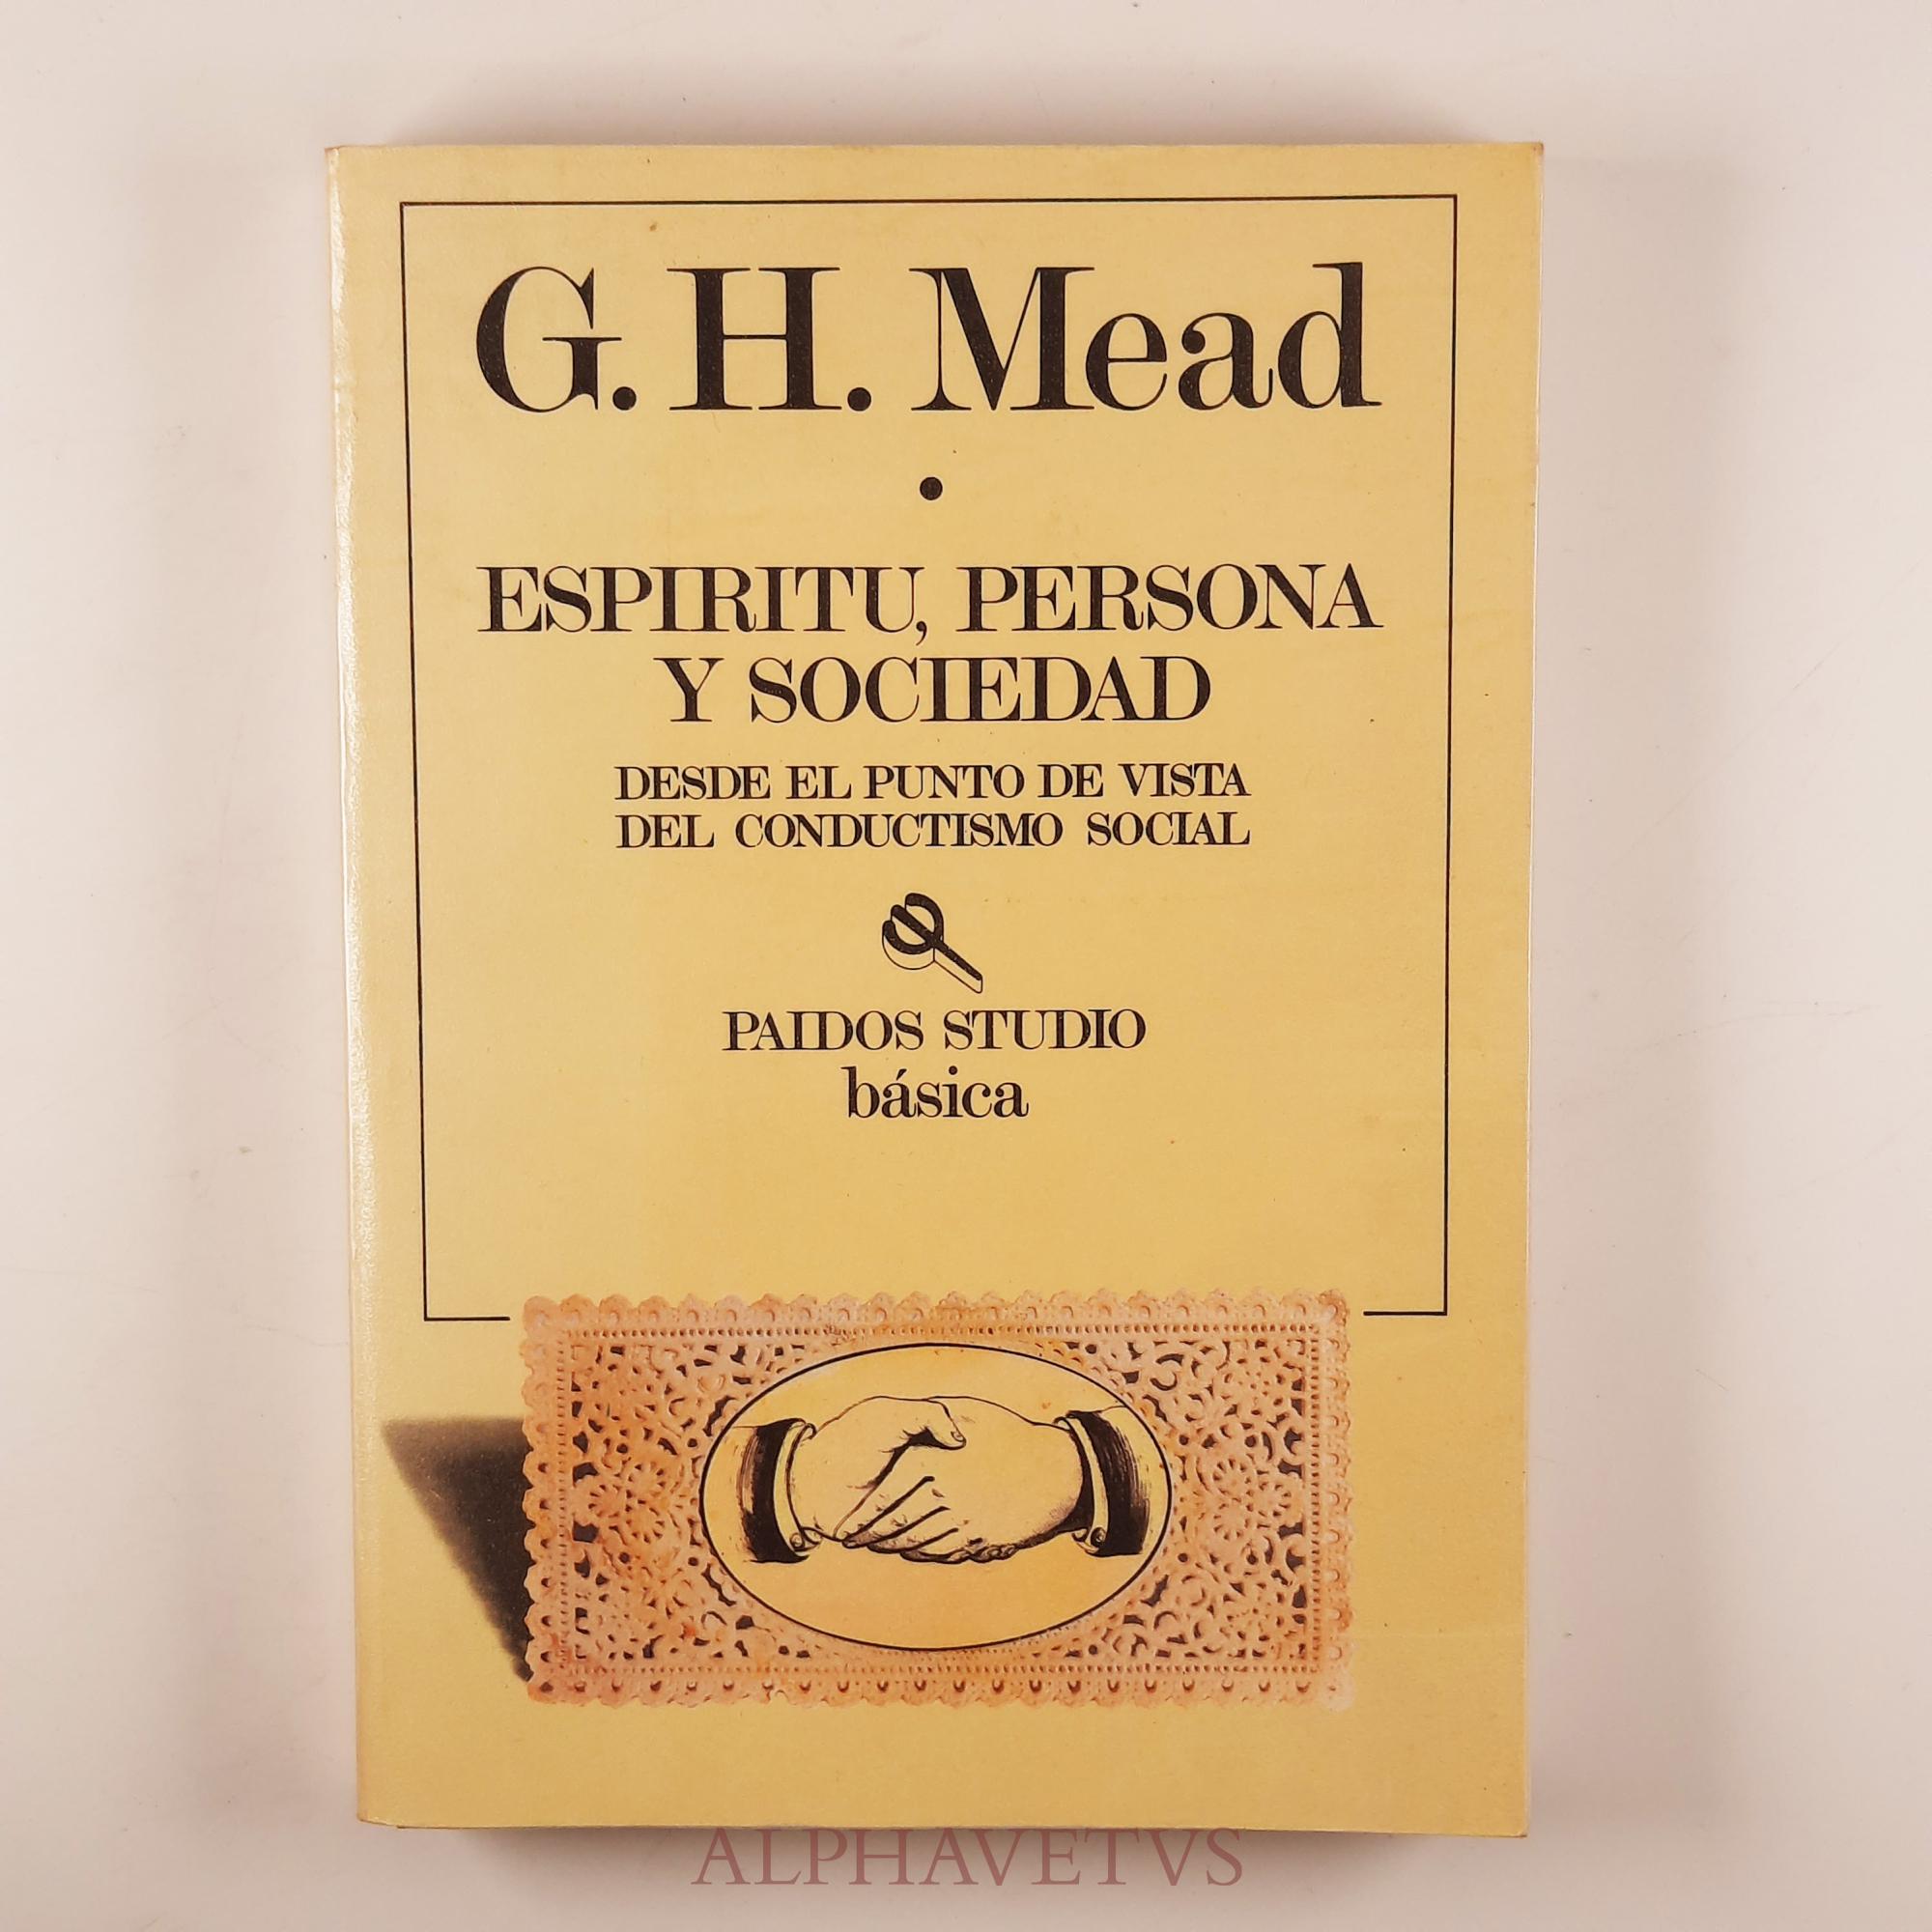 G. H. Mead
•
ESPIRITU, PERSONA
Y SOCIEDAD
DESDE EL PUNTO DE VISTA
DEL CONDUCTISMO SOCIAL
PAIDOS STUDIO
básica
ALPHAVETVS